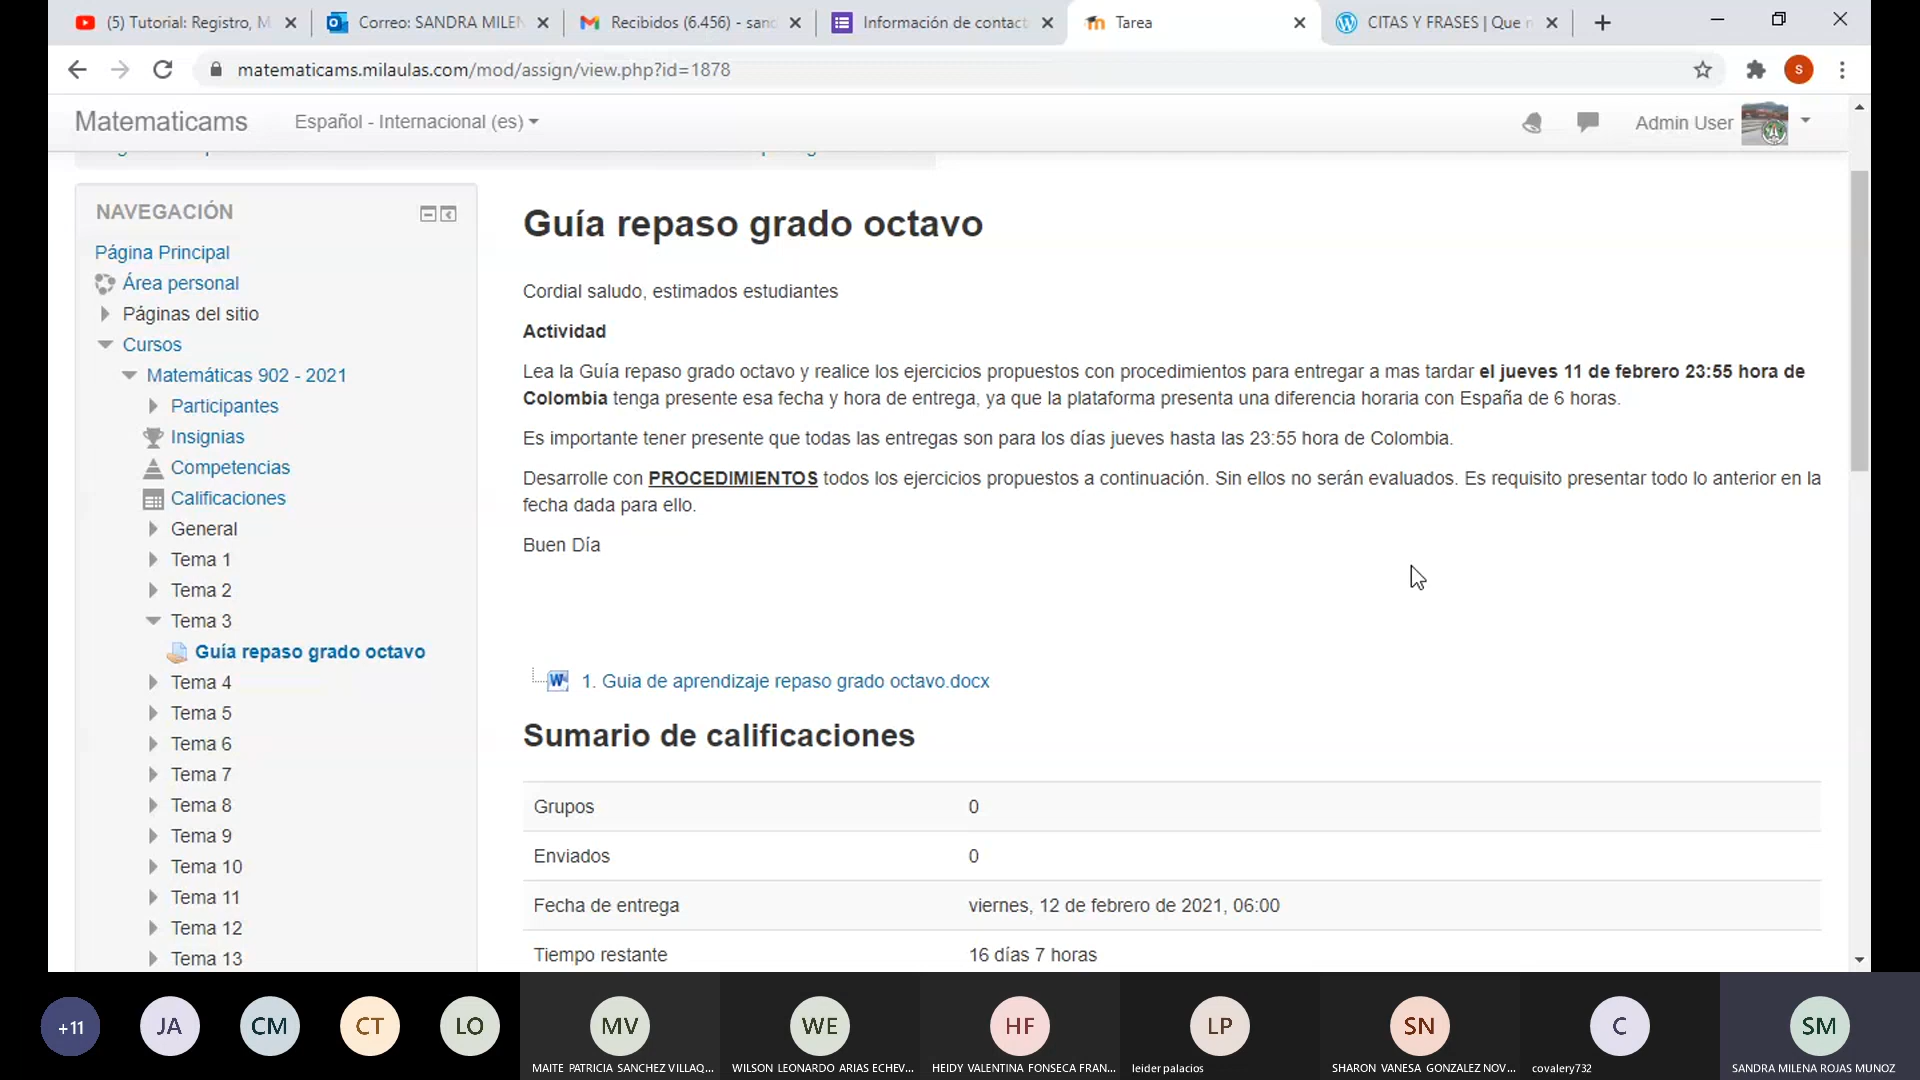 (5) Tutorial: Registro, M
Correo: SANDRA MILEN
Recibidos (6.456) - sand
Información de contact
Tarea
CITAS Y FRASES | Que n
matematicams.milaulas.com/mod/assign/view.php?id=1878
S
Matematicams
Español - Internacional (es)
Admin User
NAVEGACIÓN
Página Principal
Área personal
Páginas del sitio
Cursos
Matemáticas 902 - 2021
Participantes
Insignias
Competencias
Calificaciones
General
Tema 1
Tema 2
Tema 3
Guía repaso grado octavo
Tema 4
Tema 5
Tema 6
Tema 7
Tema 8
Tema 9
Tema 10
Tema 11
Tema 12
Tema 13
Guía repaso grado octavo
Cordial saludo, estimados estudiantes
Actividad
Lea la Guía repaso grado octavo y realice los ejercicios propuestos con procedimientos para entregar a mas tardar el jueves 11 de febrero 23:55 hora de
Colombia tenga presente esa fecha y hora de entrega, ya que la plataforma presenta una diferencia horaria con España de 6 horas.
Es importante tener presente que todas las entregas son para los días jueves hasta las 23:55 hora de Colombia.
Desarrolle con PROCEDIMIENTOS todos los ejercicios propuestos a continuación. Sin ellos no serán evaluados. Es requisito presentar todo lo anterior en la
fecha dada para ello.
Buen Día
W
1. Guia de aprendizaje repaso grado octavo.docx
Sumario de calificaciones
Grupos 0
Enviados 0
Fecha de entrega viernes, 12 de febrero de 2021, 06:00
Tiempo restante 16 días 7 horas
+11 JA CM CT LO MV WE HF LP SN C SM
MAITE PATRICIA SANCHEZ VILLAQ... WILSON LEONARDO ARIAS ECHEV... HEIDY VALENTINA FONSECA FRAN... leider palacios SHARON VANESA GONZALEZ NOV... covalery732 SANDRA MILENA ROJAS MUNOZ